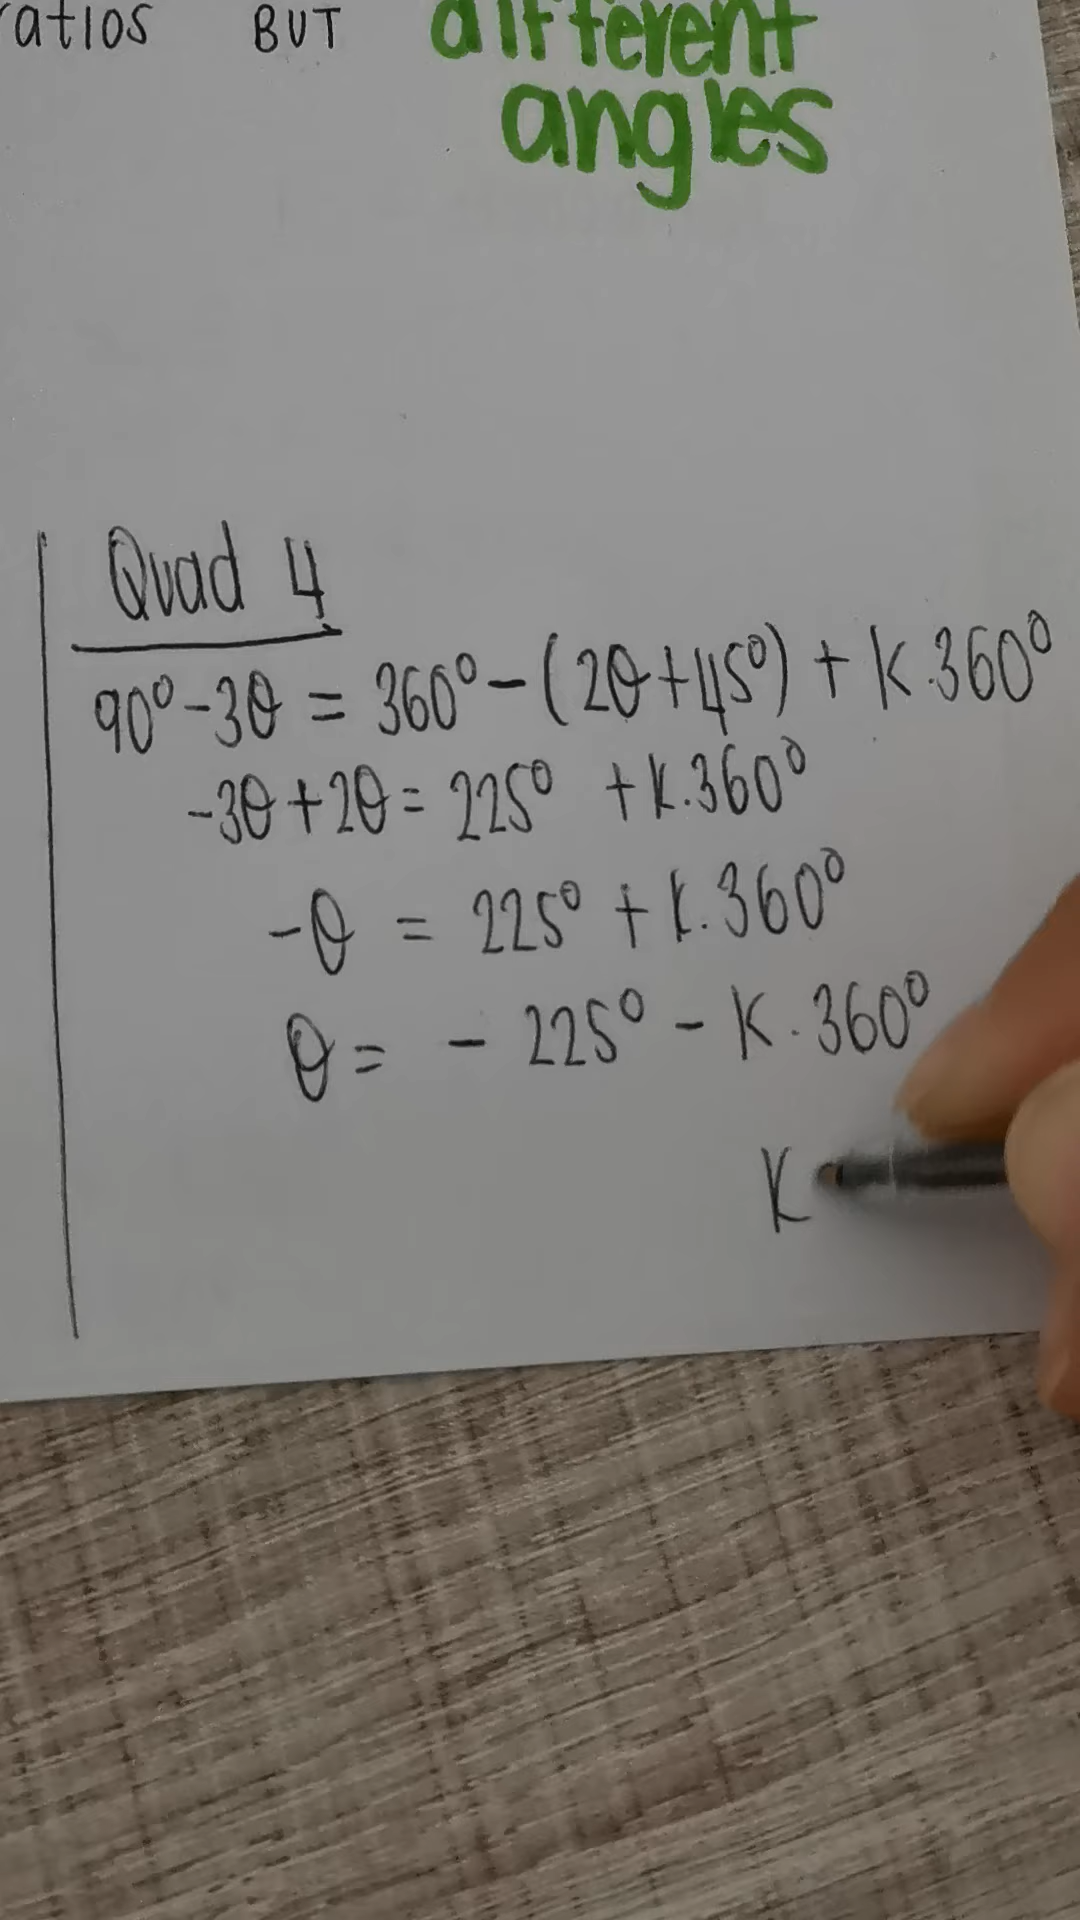 ratios BUT different
angles
Quad 4
90° - 3θ = 360° - (2θ + 45°) + K.360°
-3θ + 2θ = 225° + K.360°
-θ = 225° + K.360°
θ = - 225° - K.360°
K